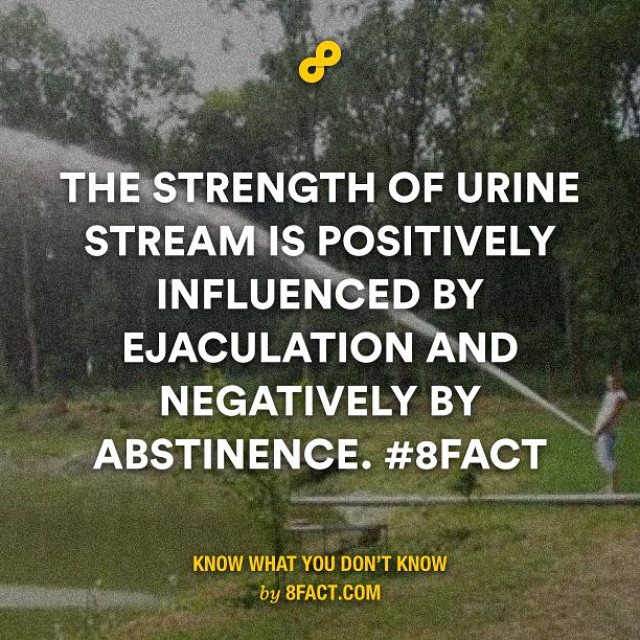 THE STRENGTH OF URINE
STREAM IS POSITIVELY
INFLUENCED BY
EJACULATION AND
NEGATIVELY BY
ABSTINENCE. #8FACT
KNOW WHAT YOU DON'T KNOW
by 8FACT.COM